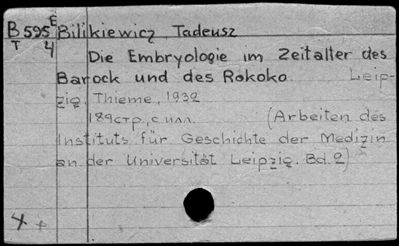 B 595 E Bilikiewicz, Tadeusz
T 4
Die Embryologie im Zeitalter des
Barock und des Rokoko. Leip-
zig, Thieme, 1932
184 стр., с илл. (Arbeiten des
Instituts für Geschichte der Medizin
an der Universität Leipzig. Bd. 2)